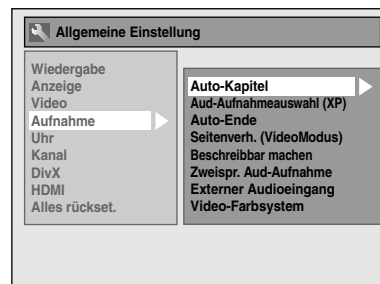 Allgemeine Einstellung
Wiedergabe
Anzeige
Video
Aufnahme
Uhr
Kanal
DivX
HDMI
Alles rückset.
Auto-Kapitel
Aud-Aufnahmeauswahl (XP)
Auto-Ende
Seitenverh. (VideoModus)
Beschreibbar machen
Zweispr. Aud-Aufnahme
Externer Audioeingang
Video-Farbsystem